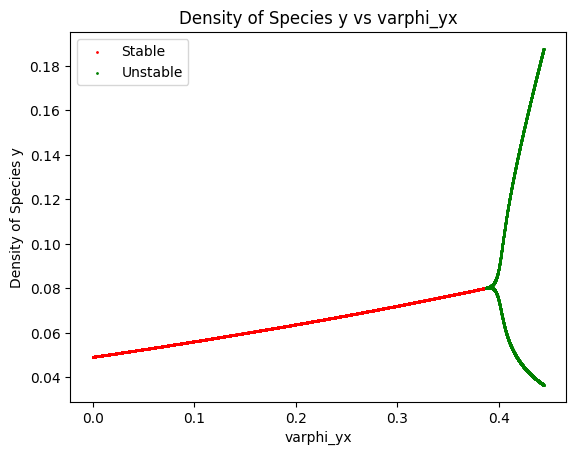 Density of Species y vs varphi_yx
Stable
Unstable
Density of Species y
0.18
0.16
0.14
0.12
0.10
0.08
0.06
0.04
0.0 0.1 0.2 0.3 0.4
varphi_yx